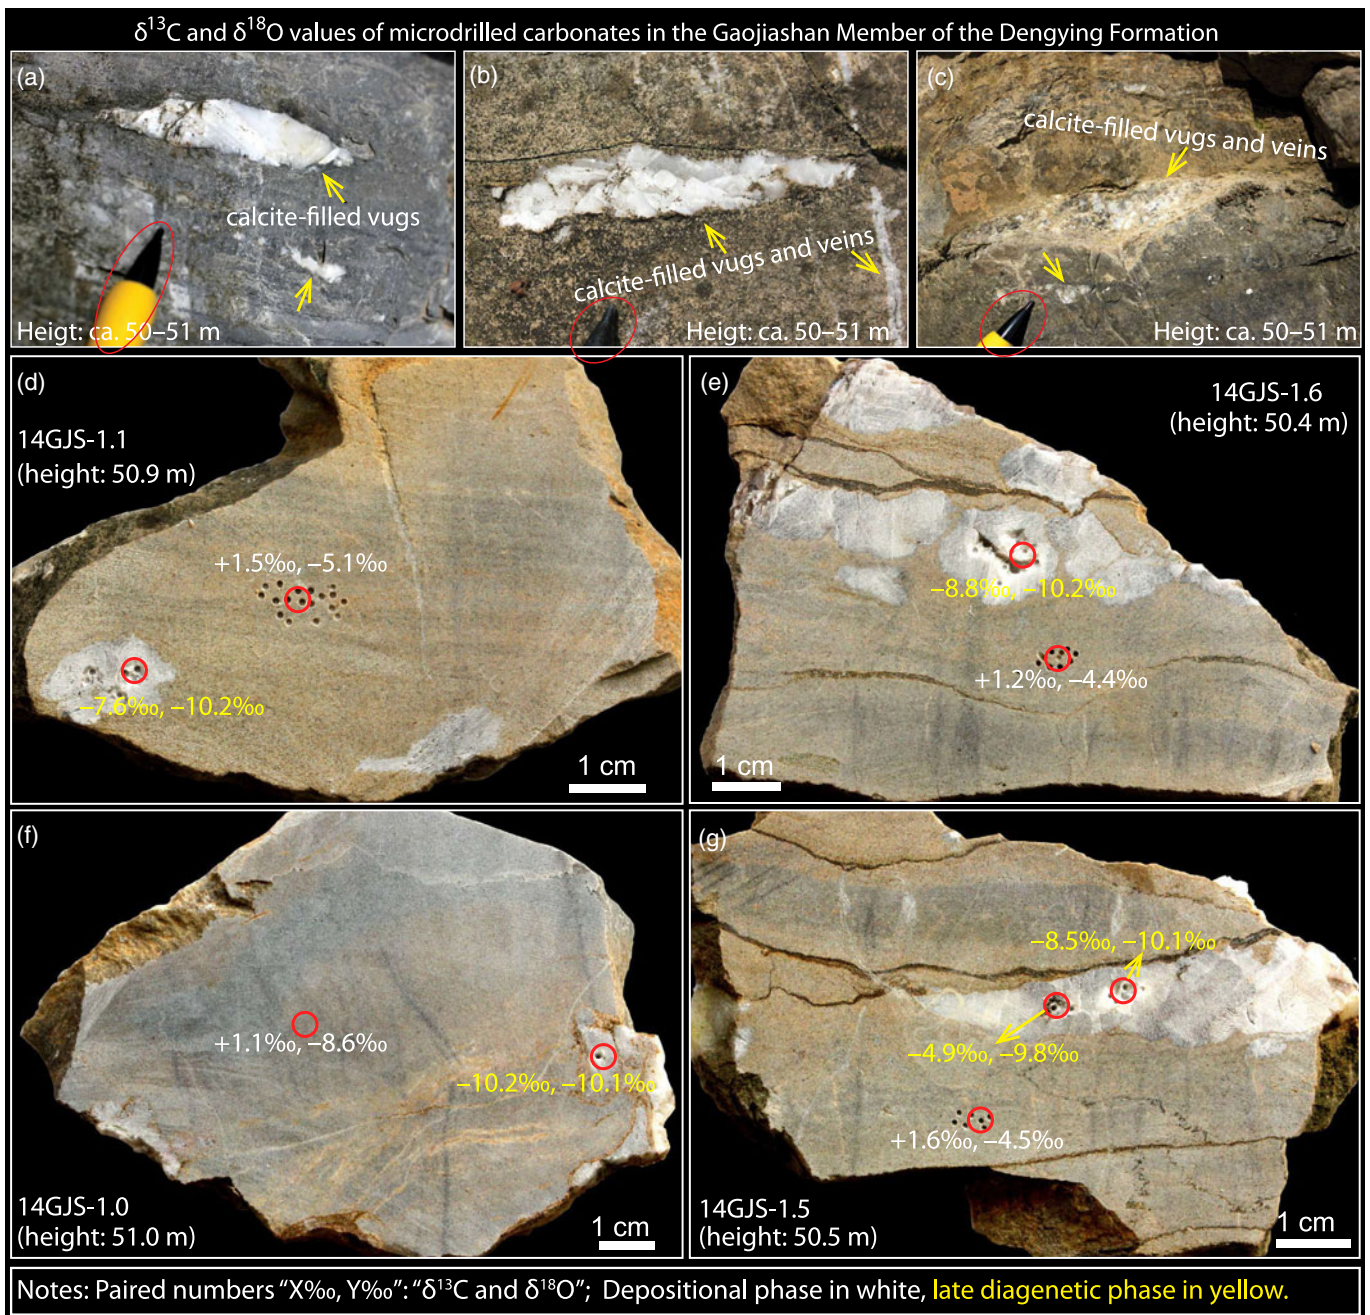 δ¹³C and δ¹⁸O values of microdrilled carbonates in the Gaojiashan Member of the Dengying Formation
(a)
calcite-filled vugs
Heigt: ca. 50–51 m
(b)
calcite-filled vugs and veins
Heigt: ca. 50–51 m
(c)
calcite-filled vugs and veins
Heigt: ca. 50–51 m
(d)
14GJS-1.1
(height: 50.9 m)
+1.5‰, −5.1‰
−7.6‰, −10.2‰
1 cm
(e)
14GJS-1.6
(height: 50.4 m)
−8.8‰, −10.2‰
+1.2‰, −4.4‰
1 cm
(f)
+1.1‰, −8.6‰
−10.2‰, −10.1‰
14GJS-1.0
(height: 51.0 m)
1 cm
(g)
−8.5‰, −10.1‰
−4.9‰, −9.8‰
+1.6‰, −4.5‰
14GJS-1.5
(height: 50.5 m)
1 cm
Notes: Paired numbers “X‰, Y‰”: “δ¹³C and δ¹⁸O”; Depositional phase in white, late diagenetic phase in yellow.